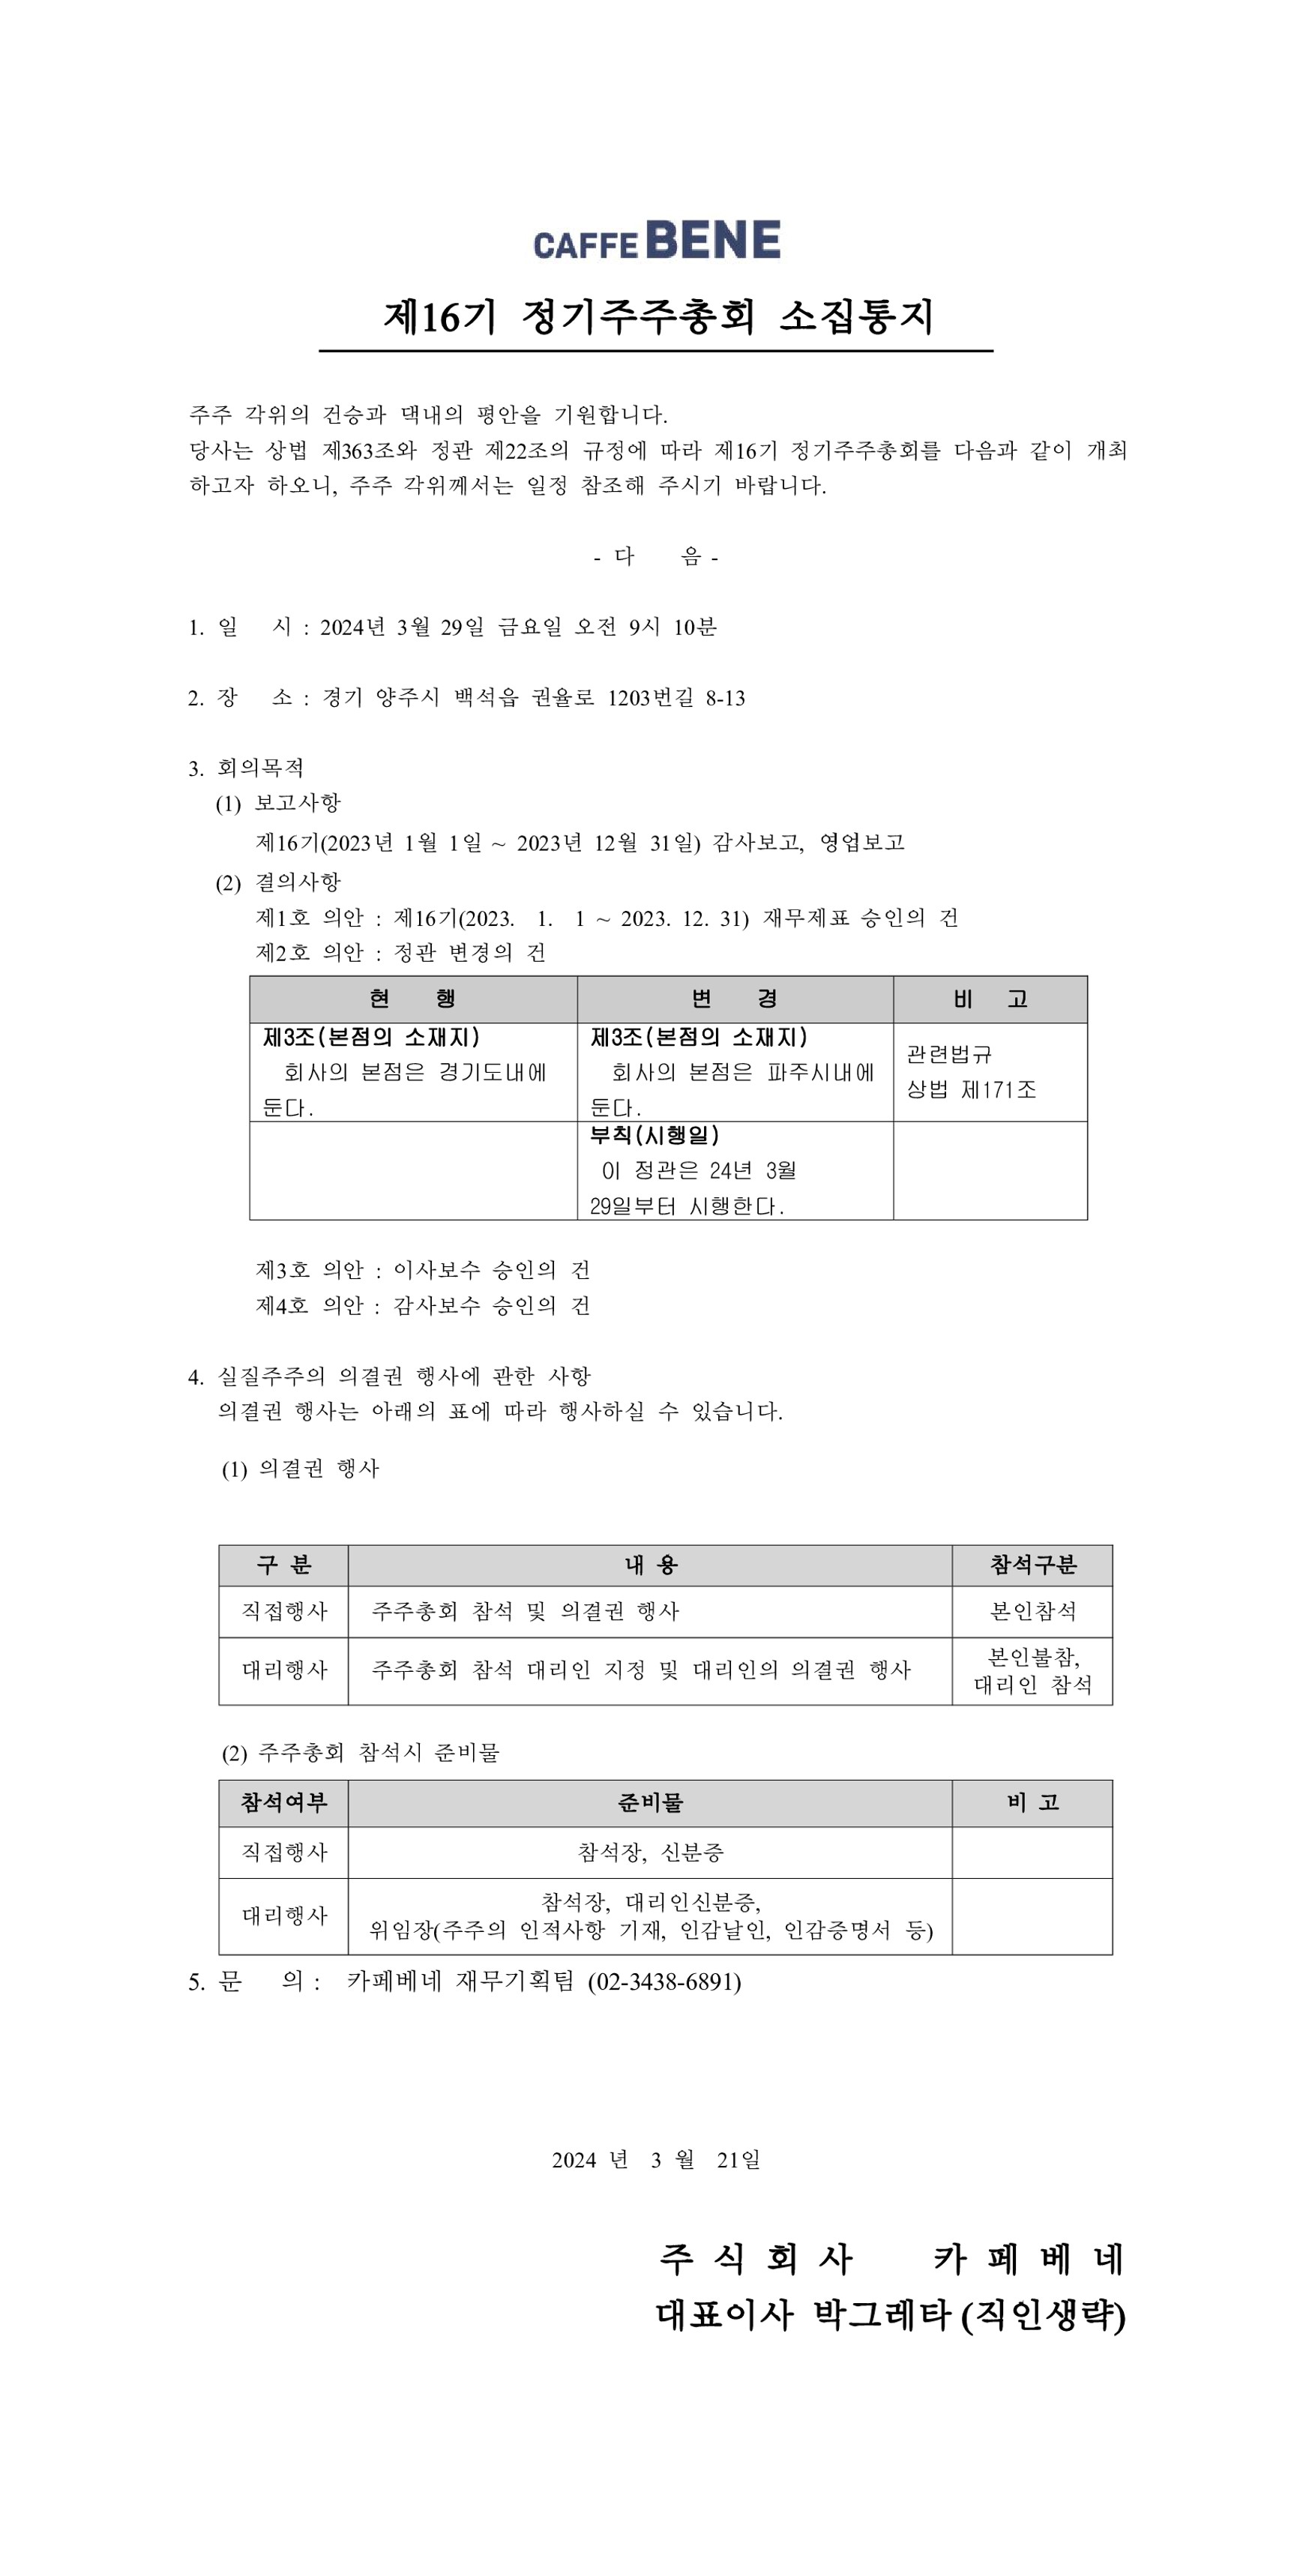 CAFFE BENE
제16기 정기주주총회 소집통지
주주 각위의 건승과 댁내의 평안을 기원합니다.
당사는 상법 제363조와 정관 제22조의 규정에 따라 제16기 정기주주총회를 다음과 같이 개최
하고자 하오니, 주주 각위께서는 일정 참조해 주시기 바랍니다.
- 다 음 -
1. 일 시 : 2024년 3월 29일 금요일 오전 9시 10분
2. 장 소 : 경기 양주시 백석읍 권율로 1203번길 8-13
3. 회의목적
(1) 보고사항
제16기(2023년 1월 1일 ~ 2023년 12월 31일) 감사보고, 영업보고
(2) 결의사항
제1호 의안 : 제16기(2023. 1. 1 ~ 2023. 12. 31) 재무제표 승인의 건
제2호 의안 : 정관 변경의 건
현 행 변 경 비 고
제3조(본점의 소재지)
회사의 본점은 경기도내에
둔다.
제3조(본점의 소재지)
회사의 본점은 파주시내에
둔다.
관련법규
상법 제171조
부칙(시행일)
이 정관은 24년 3월
29일부터 시행한다.
제3호 의안 : 이사보수 승인의 건
제4호 의안 : 감사보수 승인의 건
4. 실질주주의 의결권 행사에 관한 사항
의결권 행사는 아래의 표에 따라 행사하실 수 있습니다.
(1) 의결권 행사
구 분 내 용 참석구분
직접행사 주주총회 참석 및 의결권 행사 본인참석
대리행사 주주총회 참석 대리인 지정 및 대리인의 의결권 행사 본인불참,
대리인 참석
(2) 주주총회 참석시 준비물
참석여부 준비물 비 고
직접행사 참석장, 신분증
대리행사 참석장, 대리인신분증,
위임장(주주의 인적사항 기재, 인감날인, 인감증명서 등)
5. 문 의 : 카페베네 재무기획팀 (02-3438-6891)
2024 년 3 월 21일
주 식 회 사 카 페 베 네
대표이사 박그레타(직인생략)